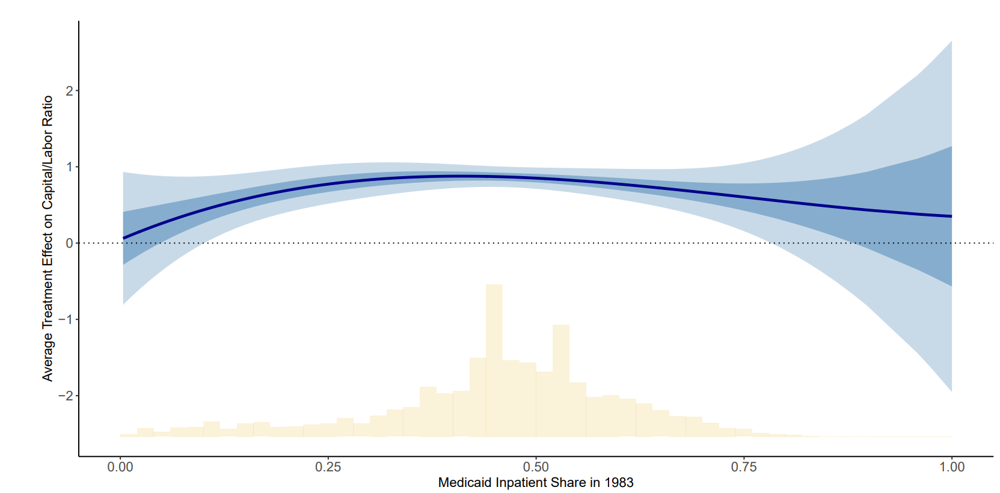 Average Treatment Effect on Capital/Labor Ratio
2
1
0
−1
−2
0.00 0.25 0.50 0.75 1.00
Medicaid Inpatient Share in 1983